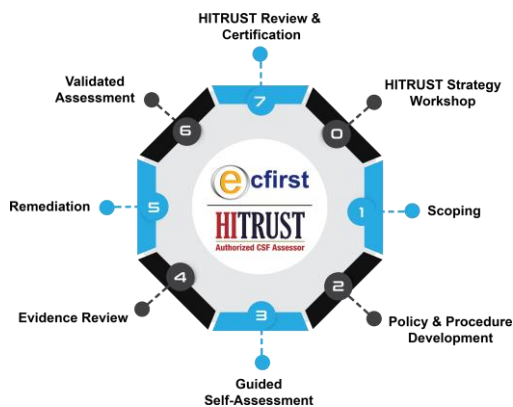 HITRUST Review &
Certification
7
Validated
Assessment
6
HITRUST Strategy
Workshop
0
Remediation
5
Scoping
1
ecfirst
HITRUST
Authorized CSF Assessor
Evidence Review
4
Policy & Procedure
Development
2
3
Guided
Self-Assessment